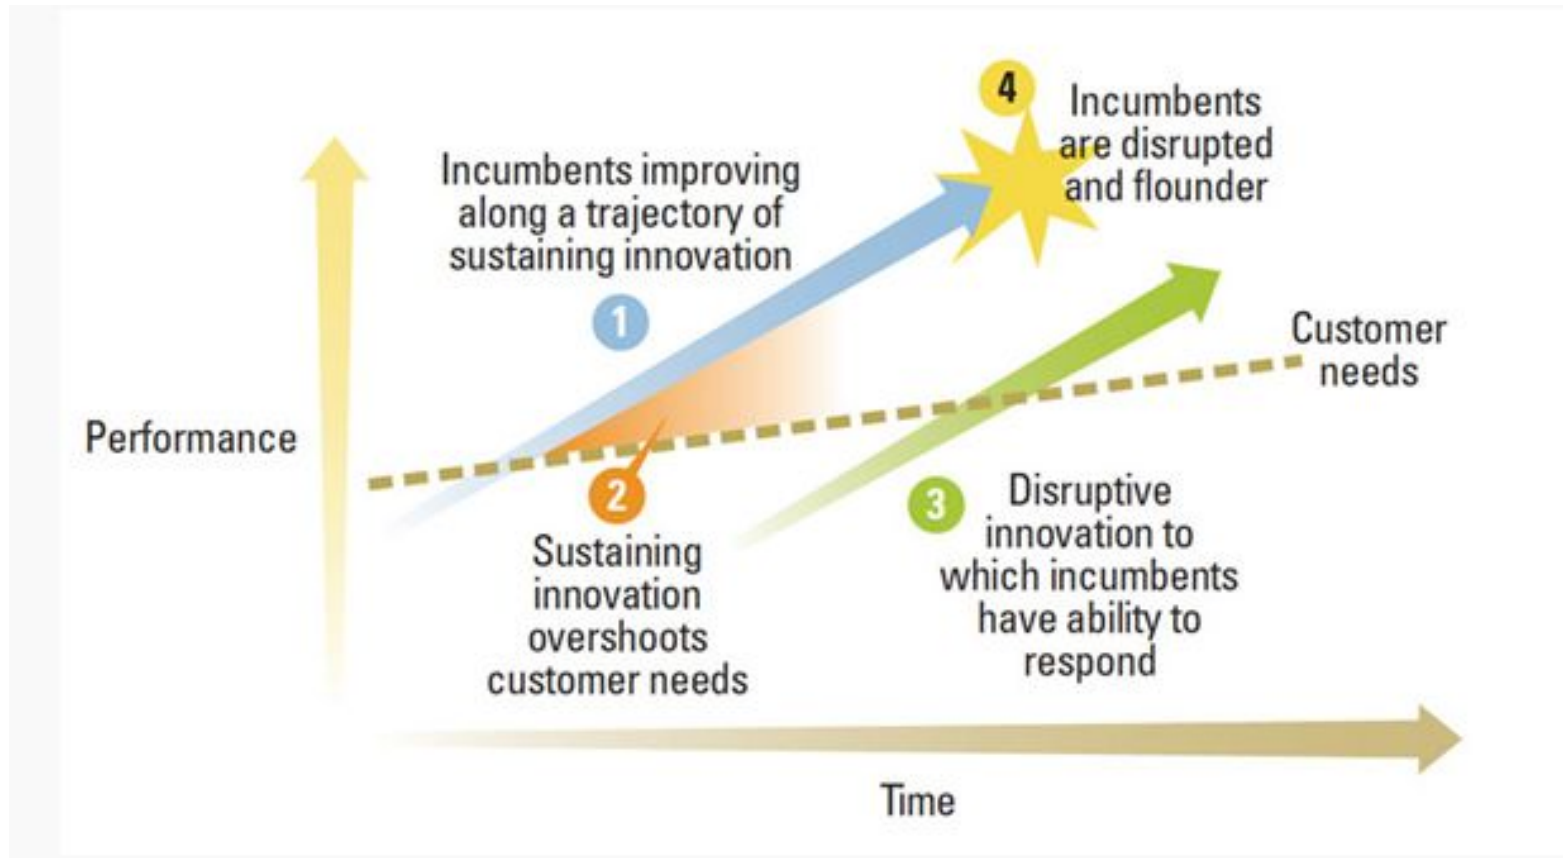 4
Incumbents
are disrupted
and flounder
Incumbents improving
along a trajectory of
sustaining innovation
1
Customer
needs
Performance
2
Sustaining
innovation
overshoots
customer needs
3
Disruptive
innovation to
which incumbents
have ability to
respond
Time